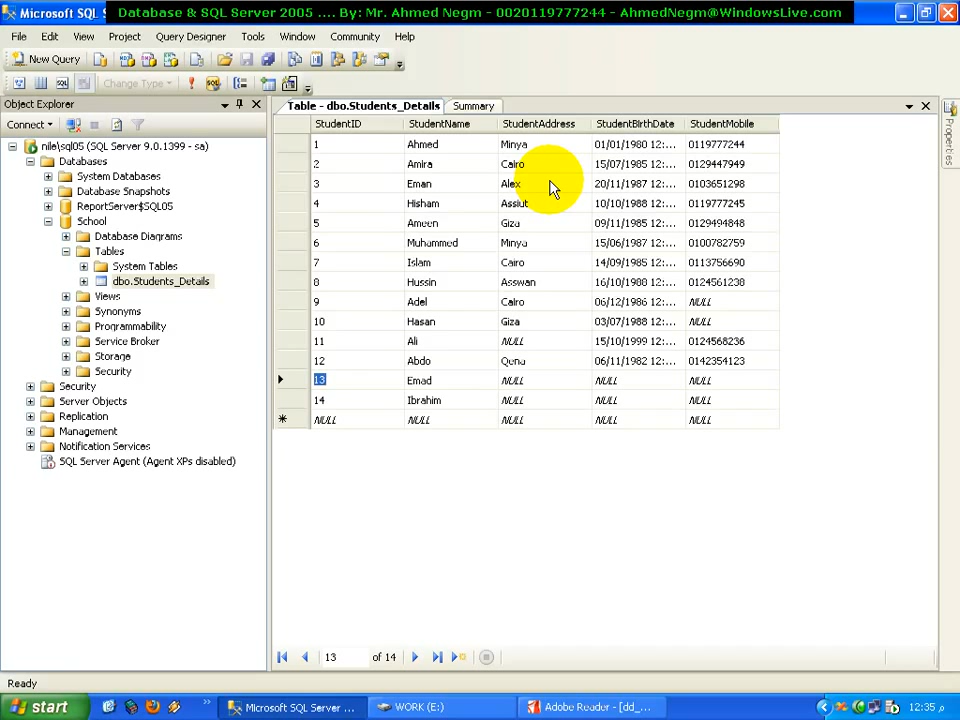 Microsoft SQL S
Database & SQL Server 2005 .... By: Mr. Ahmed Negm - 0020119777244 - AhmedNegm@WindowsLive.com
File Edit View Project Query Designer Tools Window Community Help
New Query
Change Type
Object Explorer
Table - dbo.Students_Details Summary
Connect
Properties
StudentID StudentName StudentAddress StudentBirthDate StudentMobile
1 Ahmed Minya 01/01/1980 12:... 0119777244
2 Amira Cairo 15/07/1985 12:... 0129447949
3 Eman Alex 20/11/1987 12:... 0103651298
4 Hisham Assiut 10/10/1988 12:... 0119777245
5 Ameen Giza 09/11/1985 12:... 0129494848
6 Muhammed Minya 15/06/1987 12:... 0100782759
7 Islam Cairo 14/09/1985 12:... 0113756690
8 Hussin Asswan 16/10/1988 12:... 0124561238
9 Adel Cairo 06/12/1986 12:... NULL
10 Hasan Giza 03/07/1988 12:... NULL
11 Ali NULL 15/10/1999 12:... 0124568236
12 Abdo Qena 06/11/1982 12:... 0142354123
13 Emad NULL NULL NULL
14 Ibrahim NULL NULL NULL
NULL NULL NULL NULL NULL
nile\sql05 (SQL Server 9.0.1399 - sa)
Databases
System Databases
Database Snapshots
ReportServer$SQL05
School
Database Diagrams
Tables
System Tables
dbo.Students_Details
Views
Synonyms
Programmability
Service Broker
Storage
Security
Security
Server Objects
Replication
Management
Notification Services
SQL Server Agent (Agent XPs disabled)
13 of 14
Ready
start
Microsoft SQL Server ...
WORK (E:)
Adobe Reader - [dd_...
12:35 م